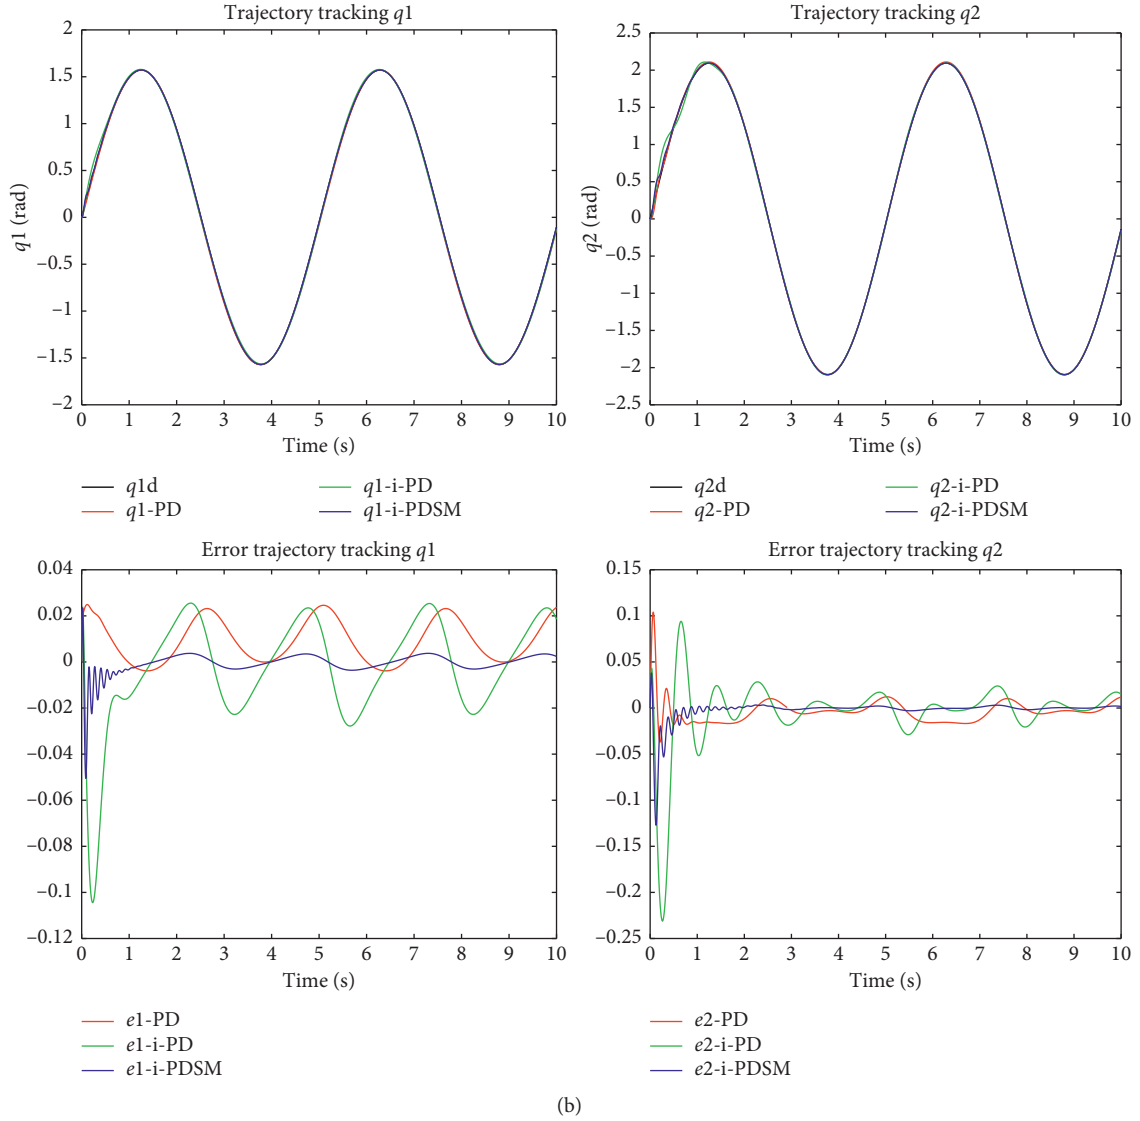 Trajectory tracking q1
2
1.5
1
0.5
0
–0.5
–1
–1.5
–2
q1 (rad)
0 1 2 3 4 5 6 7 8 9 10
Time (s)
q1d
q1-PD
q1-i-PD
q1-i-PDSM
Trajectory tracking q2
2.5
2
1.5
1
0.5
0
–0.5
–1
–1.5
–2
–2.5
q2 (rad)
0 1 2 3 4 5 6 7 8 9 10
Time (s)
q2d
q2-PD
q2-i-PD
q2-i-PDSM
Error trajectory tracking q1
0.04
0.02
0
–0.02
–0.04
–0.06
–0.08
–0.1
–0.12
0 1 2 3 4 5 6 7 8 9 10
Time (s)
e1-PD
e1-i-PD
e1-i-PDSM
Error trajectory tracking q2
0.15
0.1
0.05
0
–0.05
–0.1
–0.15
–0.2
–0.25
0 1 2 3 4 5 6 7 8 9 10
Time (s)
e2-PD
e2-i-PD
e2-i-PDSM
(b)